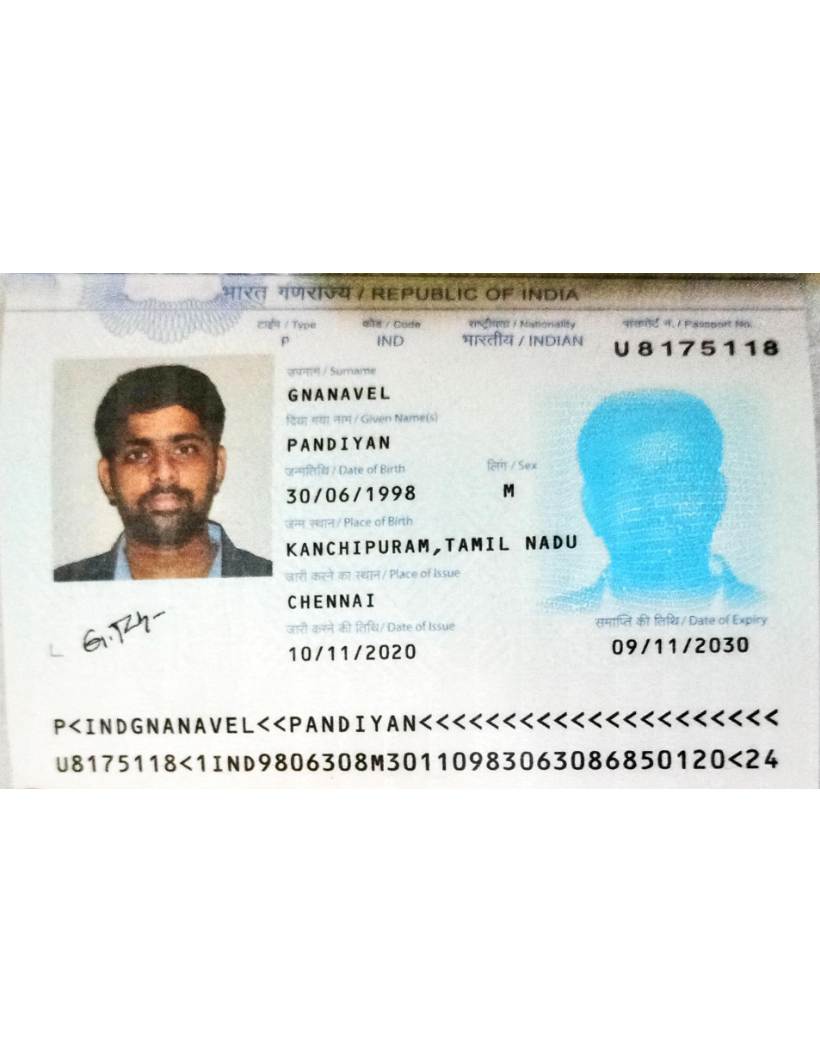 भारत गणराज्य / REPUBLIC OF INDIA
टाईप / Type कोड / Code राष्ट्रीयता / Nationality पासपोर्ट नं. / Passport No.
P IND भारतीय / INDIAN U8175118
उपनाम / Surname
GNANAVEL
दिया गया नाम / Given Name(s)
PANDIYAN
जन्मतिथि / Date of Birth लिंग / Sex
30/06/1998 M
जन्म स्थान / Place of Birth
KANCHIPURAM,TAMIL NADU
जारी करने का स्थान / Place of Issue
CHENNAI
जारी करने की तिथि / Date of Issue समाप्ति की तिथि / Date of Expiry
10/11/2020 09/11/2030
P<INDGNANAVEL<<PANDIYAN<<<<<<<<<<<<<<<<<<<<<
U8175118<1IND9806308M30110983063086850120<24